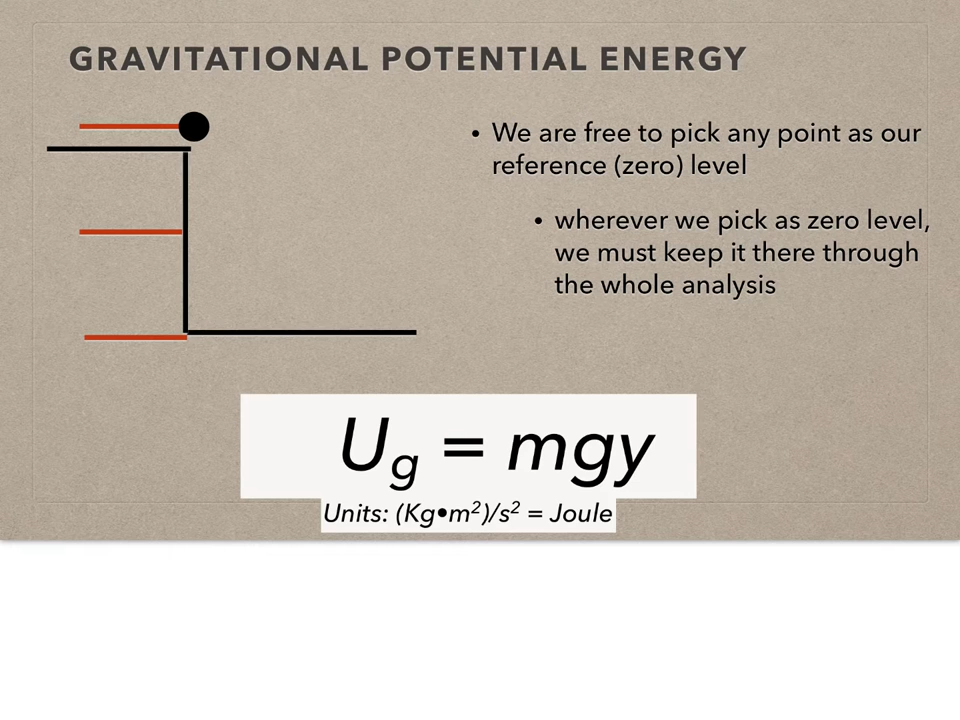 GRAVITATIONAL POTENTIAL ENERGY
• We are free to pick any point as our
reference (zero) level
• wherever we pick as zero level,
we must keep it there through
the whole analysis
U_g = mgy
Units: (Kg•m²)/s² = Joule